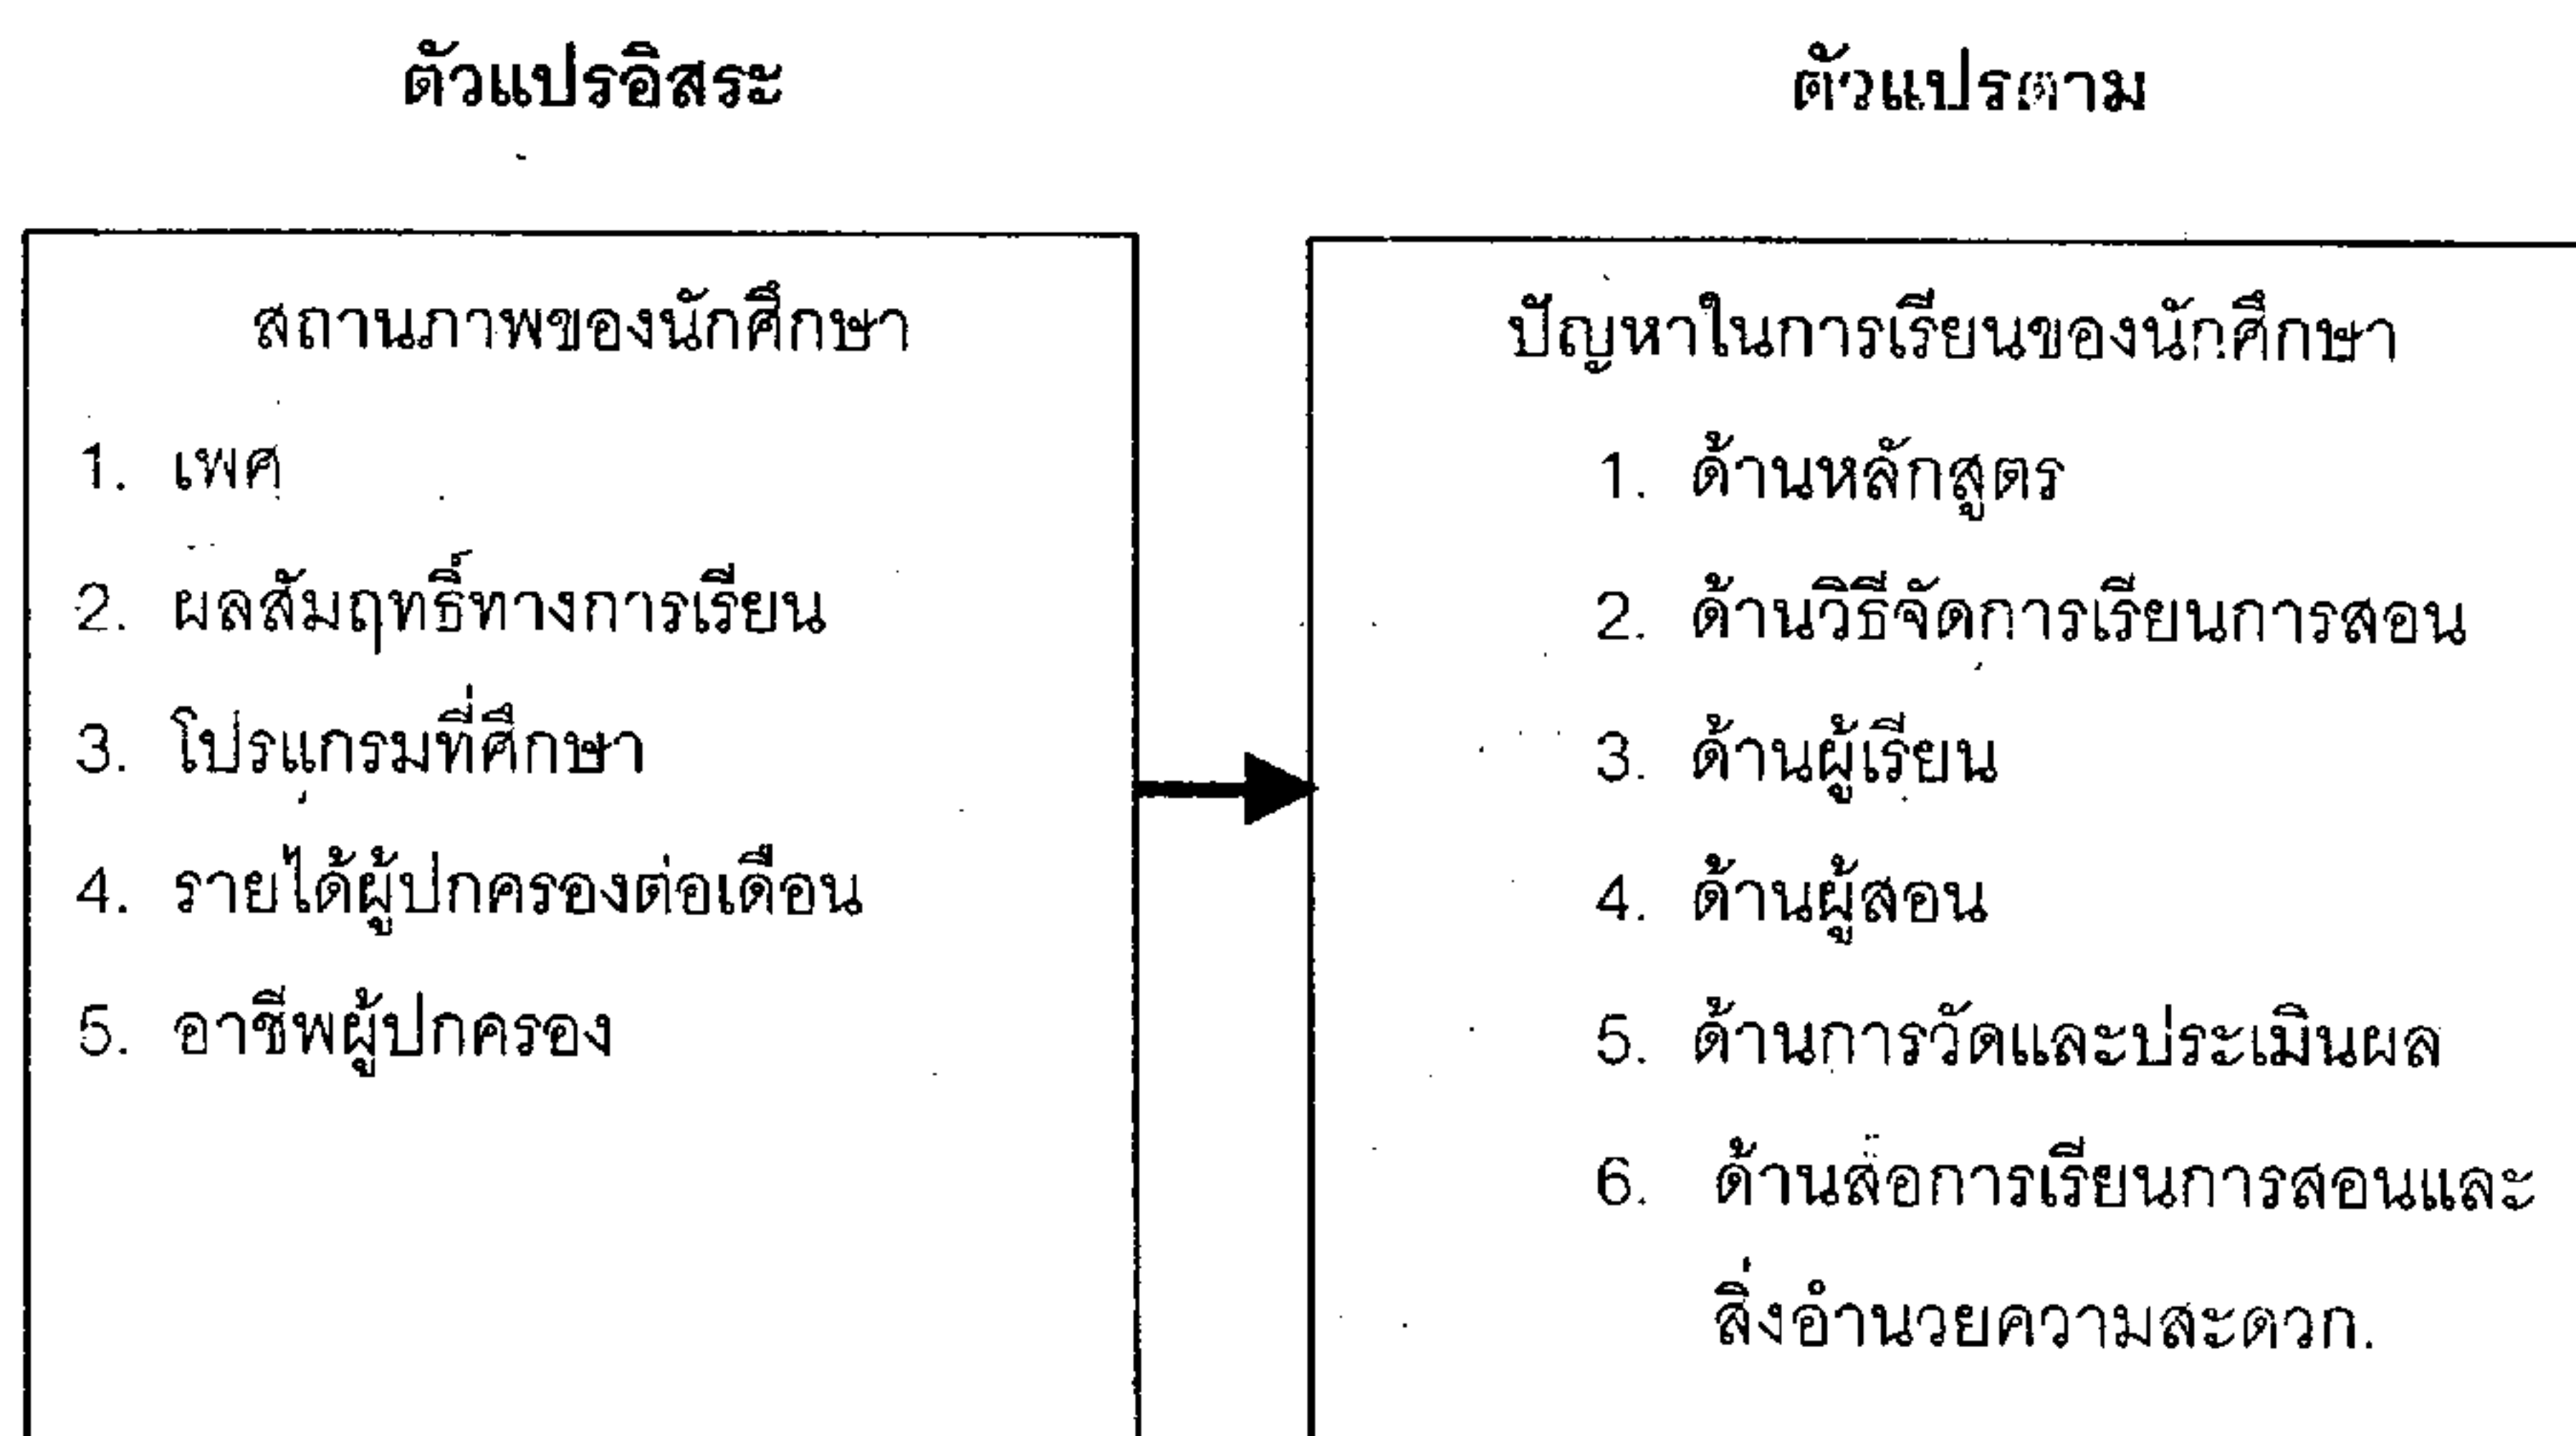 ตัวแปรอิสระ
ตัวแปรตาม
สถานภาพของนักศึกษา
1. เพศ
2. ผลสัมฤทธิ์ทางการเรียน
3. โปรแกรมที่ศึกษา
4. รายได้ผู้ปกครองต่อเดือน
5. อาชีพผู้ปกครอง
ปัญหาในการเรียนของนักศึกษา
1. ด้านหลักสูตร
2. ด้านวิธีจัดการเรียนการสอน
3. ด้านผู้เรียน
4. ด้านผู้สอน
5. ด้านการวัดและประเมินผล
6. ด้านสื่อการเรียนการสอนและ
สิ่งอำนวยความสะดวก.